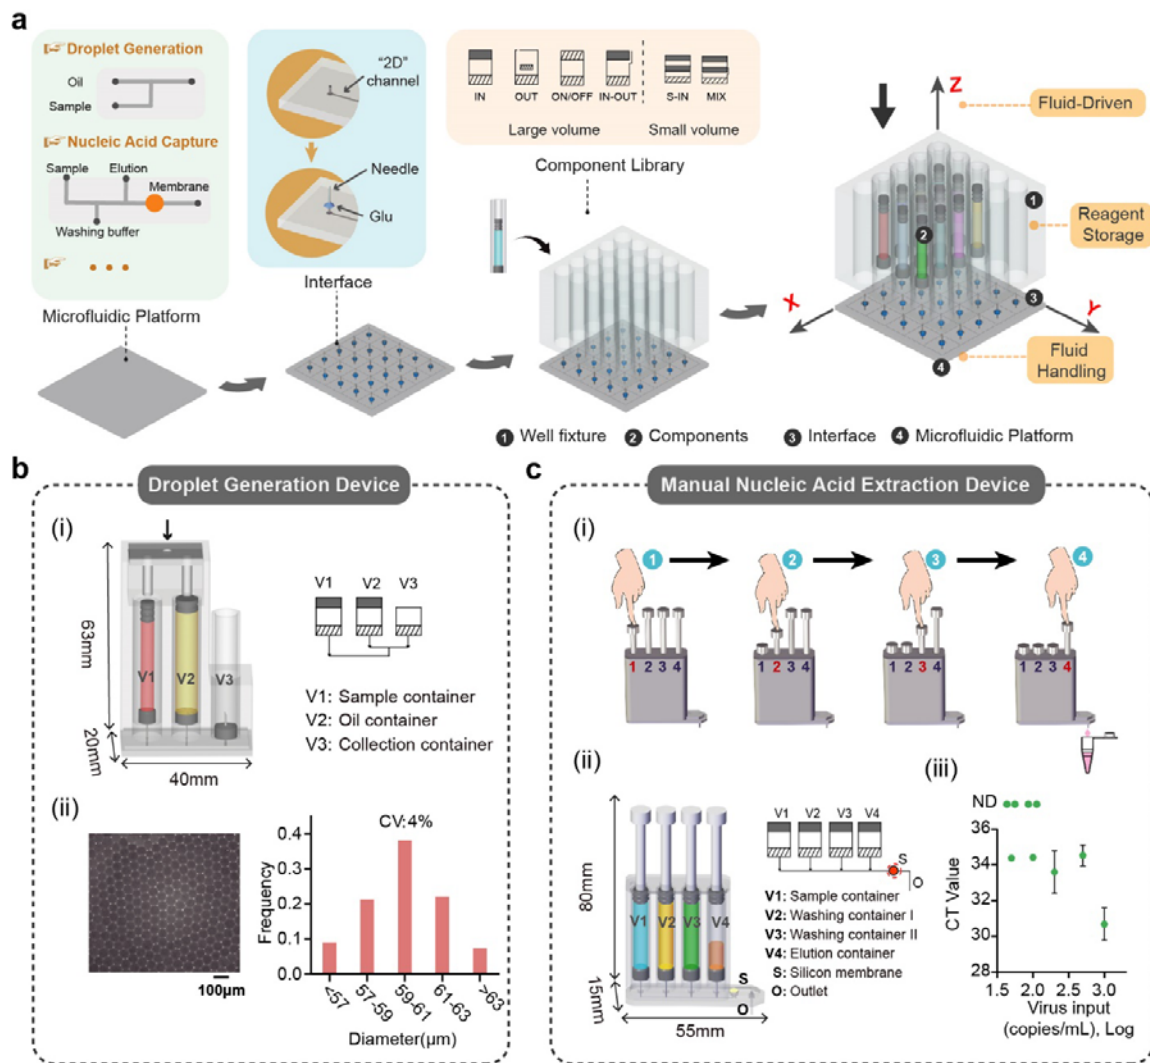 a
Droplet Generation
Oil
Sample
Nucleic Acid Capture
Sample
Elution
Membrane
Washing buffer
Microfluidic Platform
"2D"
channel
Needle
Glu
Interface
IN
OUT
ON/OFF
IN-OUT
S-IN
MIX
Large volume
Small volume
Component Library
Z
X
Y
Fluid-Driven
Reagent
Storage
Fluid
Handling
1
2
3
4
1 Well fixture
2 Components
3 Interface
4 Microfluidic Platform
b
Droplet Generation Device
(i)
63mm
20mm
40mm
V1
V2
V3
V1
V2
V3
V1: Sample container
V2: Oil container
V3: Collection container
(ii)
100μm
CV:4%
Frequency
0.4
0.3
0.2
0.1
0.0
<57
57-59
59-61
61-63
>63
Diameter(μm)
c
Manual Nucleic Acid Extraction Device
(i)
1
2
3
4
1 2 3 4
1 2 3 4
1 2 3 4
1 2 3 4
(ii)
80mm
15mm
55mm
V1
V2
V3
V4
S
O
V1
V2
V3
V4
S
O
V1: Sample container
V2: Washing container I
V3: Washing container II
V4: Elution container
S: Silicon membrane
O: Outlet
(iii)
ND
36
34
32
30
28
CT Value
1.5
2.0
2.5
3.0
Virus input
(copies/mL), Log